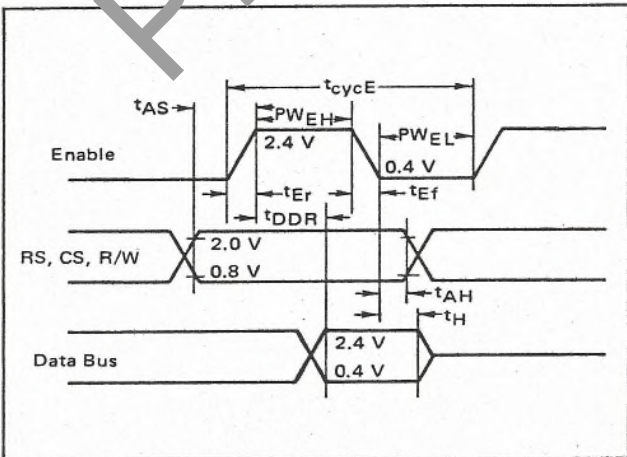 tcycE
tAS
PWEH
PWEL
Enable
2.4 V
0.4 V
tEr
tEf
tDDR
RS, CS, R/W
2.0 V
0.8 V
tAH
tH
Data Bus
2.4 V
0.4 V